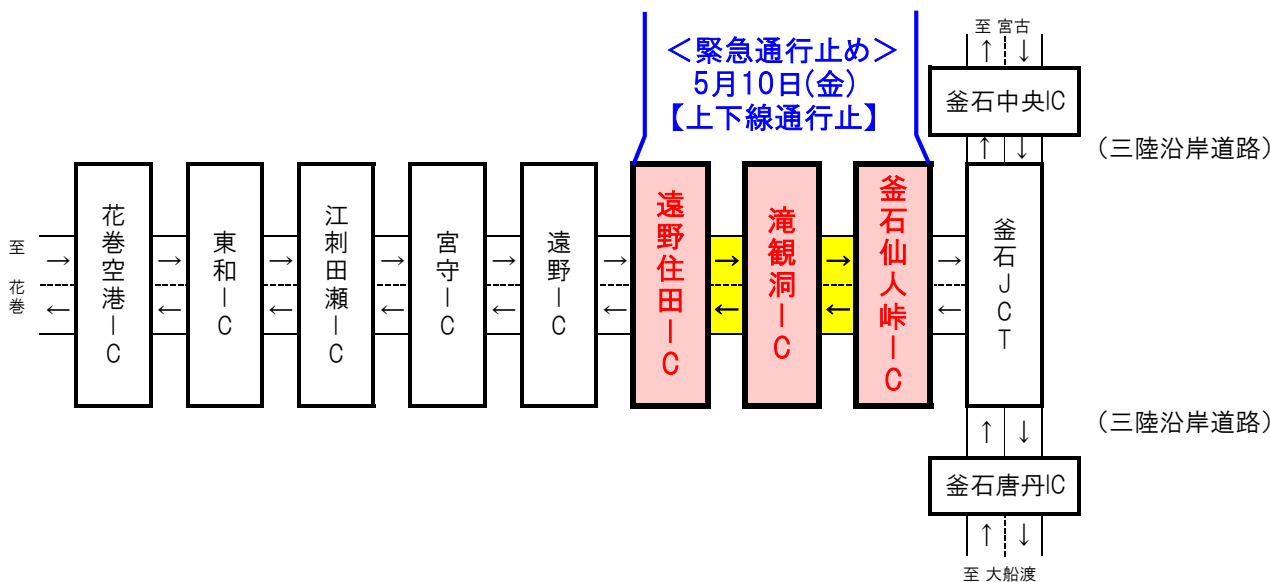 至 宮古
＜緊急通行止め＞
5月10日(金)
【上下線通行止】
釜石中央IC
（三陸沿岸道路）
至 花巻
花巻空港IC
東和IC
江刺田瀬IC
宮守IC
遠野IC
遠野住田IC
滝観洞IC
釜石仙人峠IC
釜石JCT
（三陸沿岸道路）
釜石唐丹IC
至 大船渡